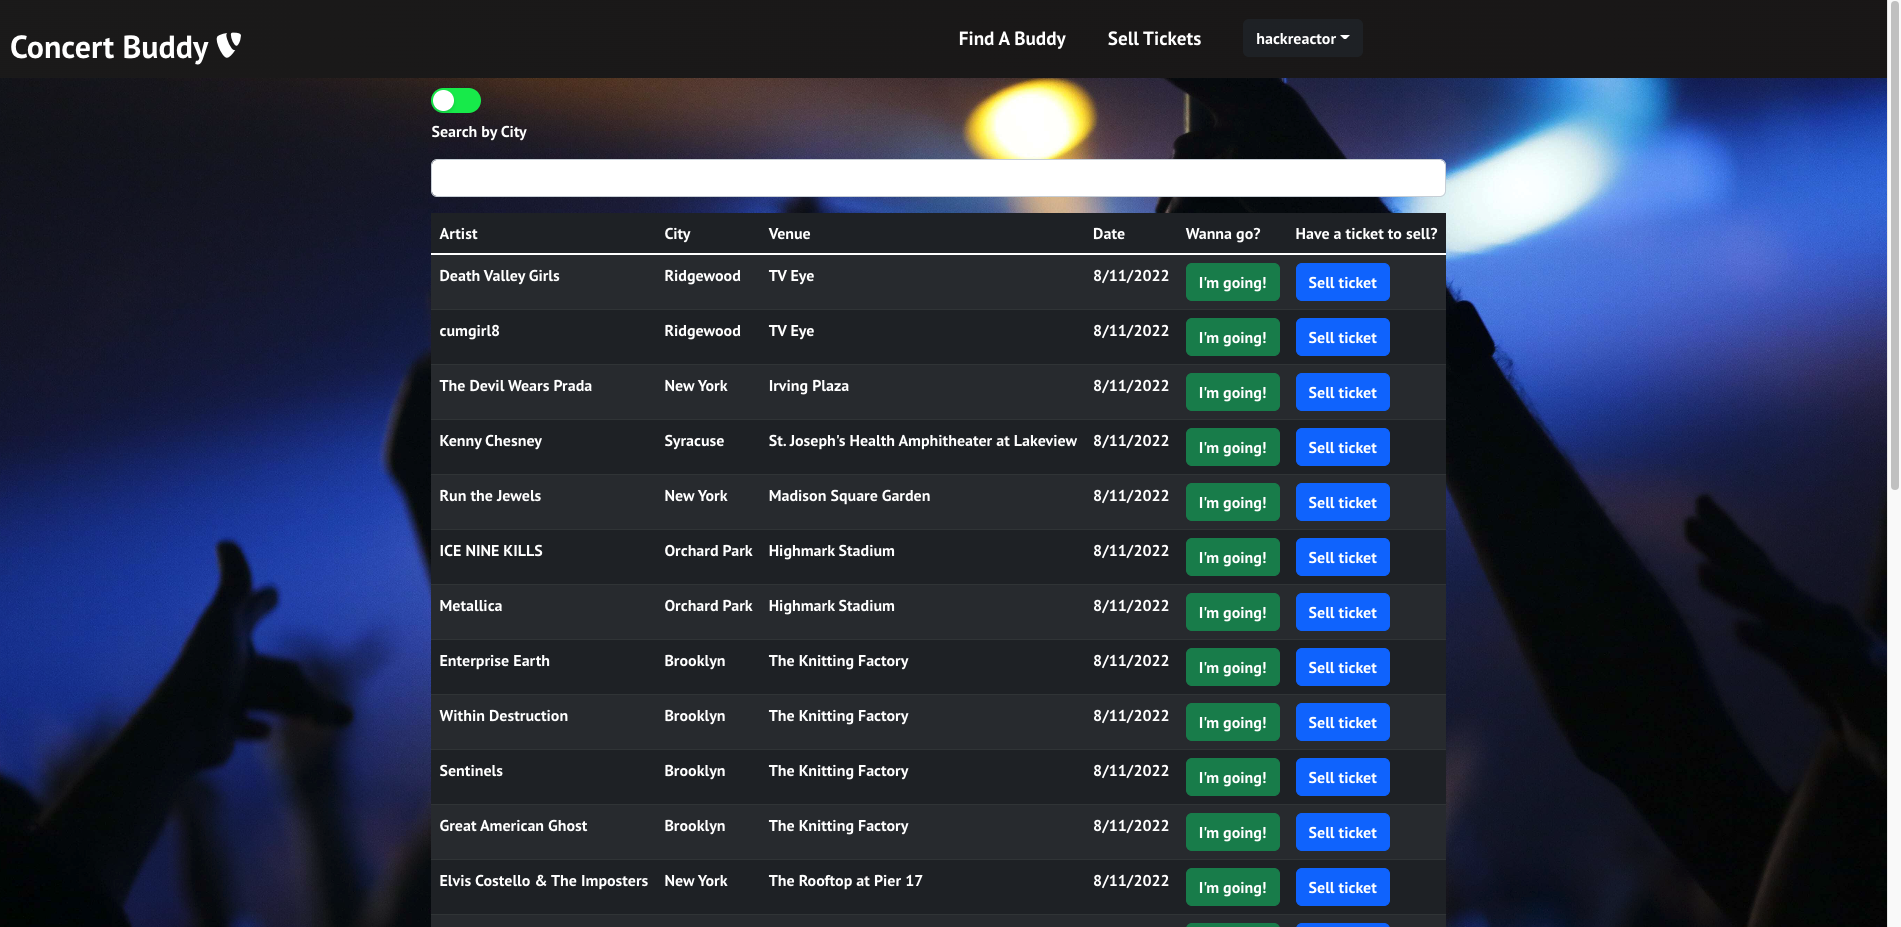 Concert Buddy
Find A Buddy Sell Tickets hackreactor
Search by City
Artist City Venue Date Wanna go? Have a ticket to sell?
Death Valley Girls Ridgewood TV Eye 8/11/2022 I'm going! Sell ticket
cumgirl8 Ridgewood TV Eye 8/11/2022 I'm going! Sell ticket
The Devil Wears Prada New York Irving Plaza 8/11/2022 I'm going! Sell ticket
Kenny Chesney Syracuse St. Joseph's Health Amphitheater at Lakeview 8/11/2022 I'm going! Sell ticket
Run the Jewels New York Madison Square Garden 8/11/2022 I'm going! Sell ticket
ICE NINE KILLS Orchard Park Highmark Stadium 8/11/2022 I'm going! Sell ticket
Metallica Orchard Park Highmark Stadium 8/11/2022 I'm going! Sell ticket
Enterprise Earth Brooklyn The Knitting Factory 8/11/2022 I'm going! Sell ticket
Within Destruction Brooklyn The Knitting Factory 8/11/2022 I'm going! Sell ticket
Sentinels Brooklyn The Knitting Factory 8/11/2022 I'm going! Sell ticket
Great American Ghost Brooklyn The Knitting Factory 8/11/2022 I'm going! Sell ticket
Elvis Costello & The Imposters New York The Rooftop at Pier 17 8/11/2022 I'm going! Sell ticket